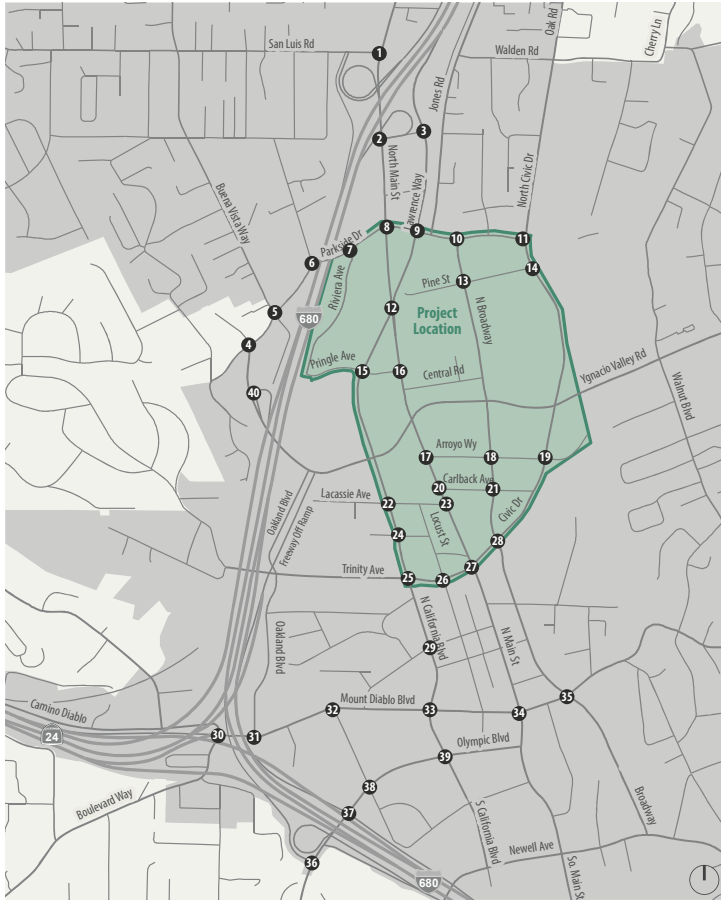 Oak Rd
Cherry Ln
San Luis Rd
1
Walden Rd
Jones Rd
3
2
North Main St
North Civic Dr
Buena Vista Way
awrence Way
8
9
10
11
Parkside Dr
7
6
14
Pine St
13
Riviera Ave
12
5
680
Project
Location
N Broadway
4
Pringle Ave
15
16
Central Rd
Ygnacio Valley Rd
40
Walnut Blvd
Arroyo Wy
17
18
19
Carlback Ave
20
21
Lacassie Ave
22
23
Oakland Blvd
Freeway Off Ramp
Civic Dr
Locust St
24
28
Trinity Ave
25
26
27
N California Blvd
Oakland Blvd
N Main St
29
35
Mount Diablo Blvd
32
33
34
Camino Diablo
24
30
31
Olympic Blvd
39
38
Boulevard Way
37
Broadway
S California Blvd
Newell Ave
36
So. Main St
680